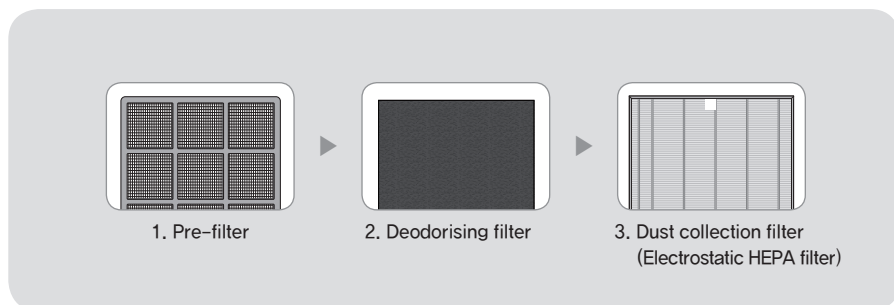 1. Pre-filter
2. Deodorising filter
3. Dust collection filter
(Electrostatic HEPA filter)